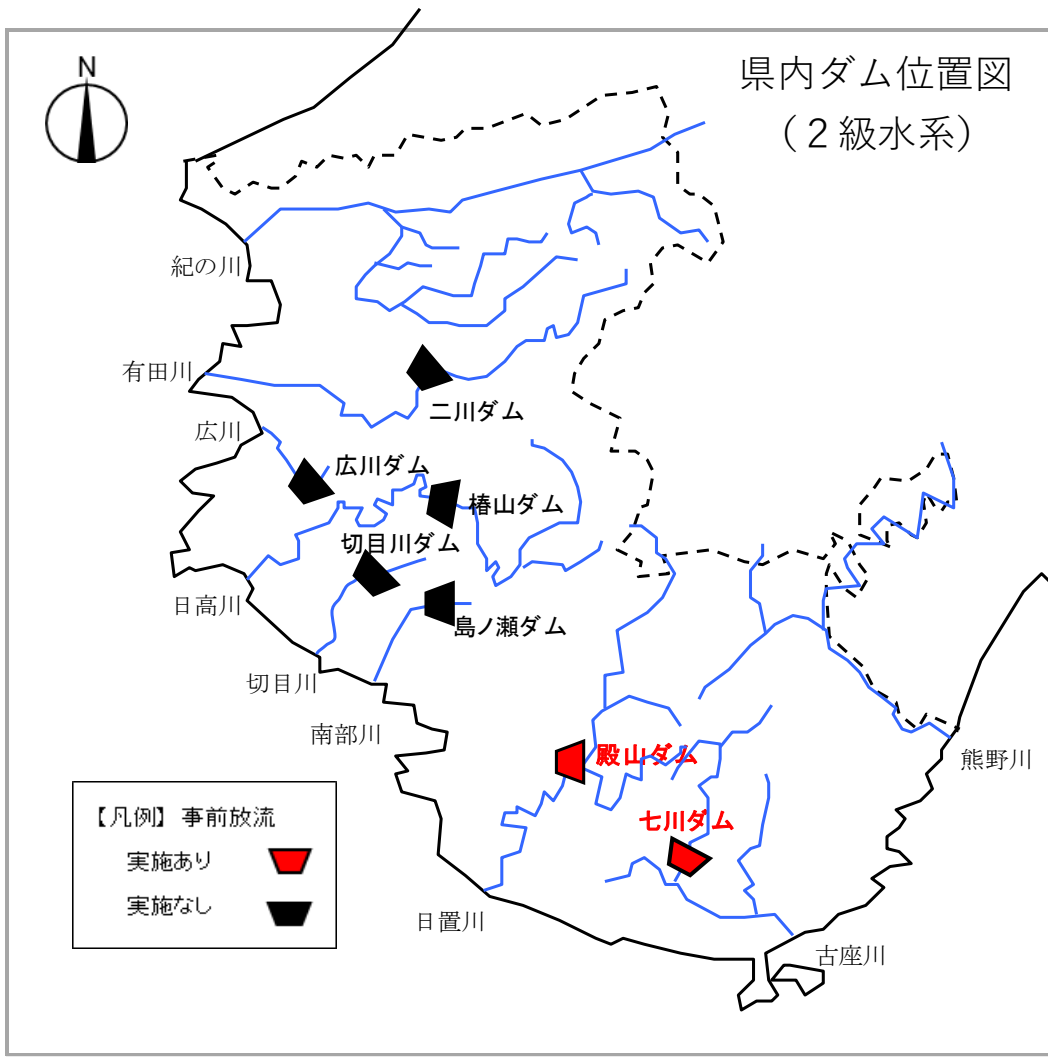 県内ダム位置図
（２級水系）
N
紀の川
有田川
二川ダム
広川
広川ダム
椿山ダム
切目川ダム
日高川
島ノ瀬ダム
切目川
南部川
殿山ダム
熊野川
七川ダム
【凡例】事前放流
実施あり
実施なし
日置川
古座川